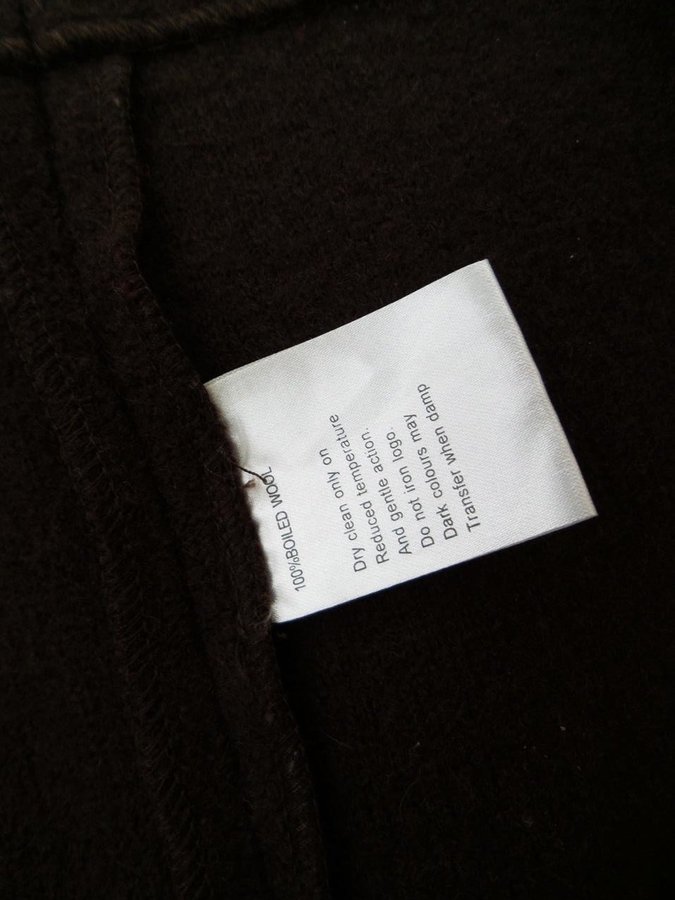 100%BOILED WOOL
Dry clean only on
Reduced temperature
And gentle action.
Do not iron logo.
Dark colours may
Transfer when damp